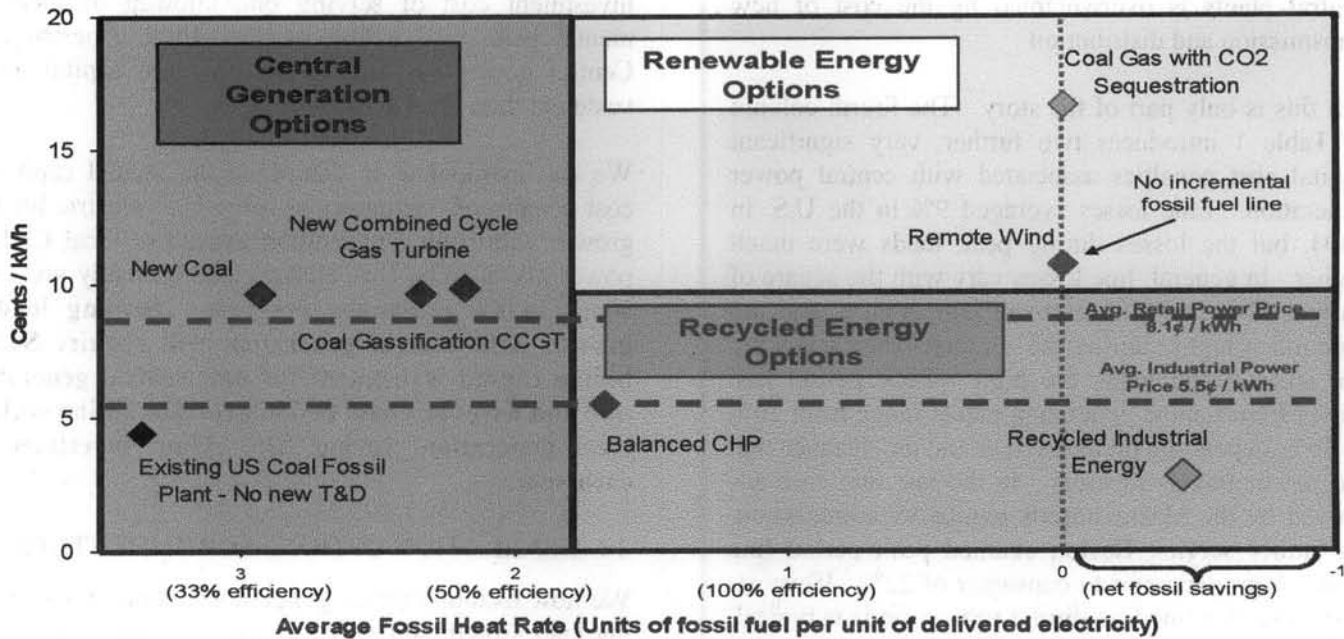 20
15
10
5
0
Cents / kWh
Central
Generation
Options
Renewable Energy
Options
Coal Gas with CO2
Sequestration
No incremental
fossil fuel line
Remote Wind
New Combined Cycle
Gas Turbine
New Coal
Coal Gassification CCGT
Recycled Energy
Options
Avg. Retail Power Price
8.1¢ / kWh
Avg. Industrial Power
Price 5.5¢ / kWh
Balanced CHP
Recycled Industrial
Energy
Existing US Coal Fossil
Plant - No new T&D
3
2
1
0
-1
(33% efficiency)
(50% efficiency)
(100% efficiency)
(net fossil savings)
Average Fossil Heat Rate (Units of fossil fuel per unit of delivered electricity)